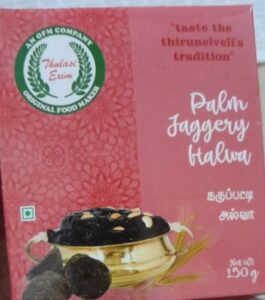 AN OFM COMPANY
Thulasi
Exim
ORIGINAL FOOD MAKER
"taste the
thirunelveli's
tradition"
Palm
Jaggery
Halwa
கருப்பட்டி
அல்வா
Net wt
150g